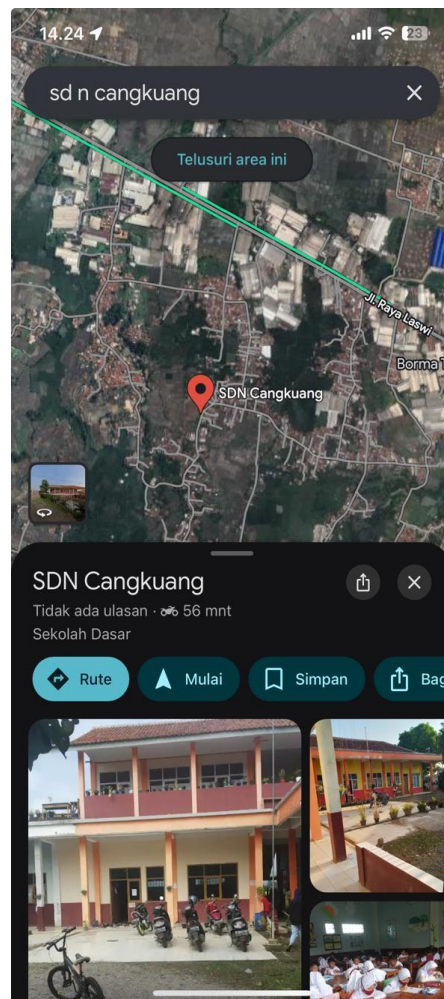 14.24
23
sd n cangkuang
Telusuri area ini
Jl. Raya Laswi
Borma T
SDN Cangkuang
SDN Cangkuang
Tidak ada ulasan · 56 mnt
Sekolah Dasar
Rute
Mulai
Simpan
Bag